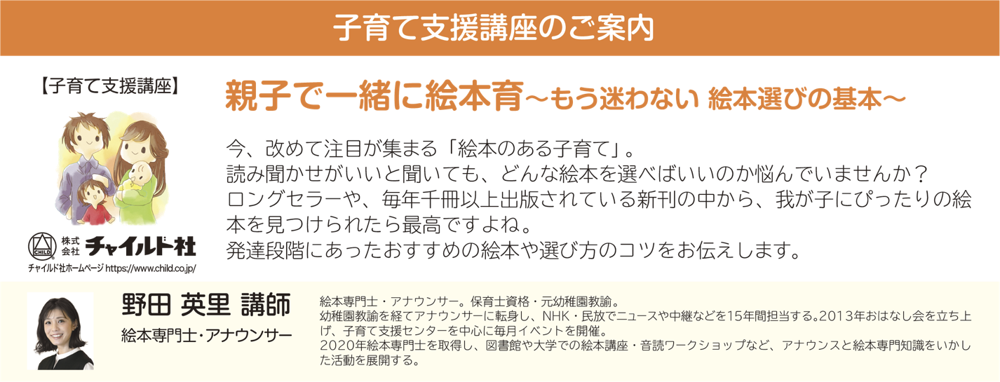 子育て支援講座のご案内
【子育て支援講座】
親子で一緒に絵本育～もう迷わない 絵本選びの基本～
今、改めて注目が集まる「絵本のある子育て」。
読み聞かせがいいと聞いても、どんな絵本を選べばいいのか悩んでいませんか？
ロングセラーや、毎年千冊以上出版されている新刊の中から、我が子にぴったりの絵
本を見つけられたら最高ですよね。
発達段階にあったおすすめの絵本や選び方のコツをお伝えします。
CHILD
®
株式
会社
チャイルド社
チャイルド社ホームページ https://www.child.co.jp/
野田 英里 講師
絵本専門士・アナウンサー
絵本専門士・アナウンサー。保育士資格・元幼稚園教諭。
幼稚園教諭を経てアナウンサーに転身し、NHK・民放でニュースや中継などを15年間担当する。2013年おはなし会を立ち上
げ、子育て支援センターを中心に毎月イベントを開催。
2020年絵本専門士を取得し、図書館や大学での絵本講座・音読ワークショップなど、アナウンスと絵本専門知識をいかし
た活動を展開する。